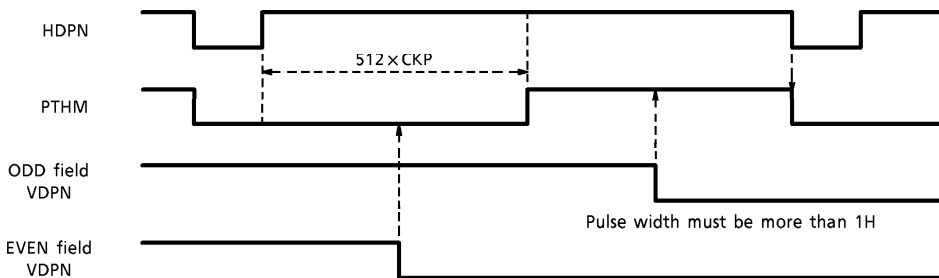 HDPN
512×CKP
PTHM
ODD field
VDPN
Pulse width must be more than 1H
EVEN field
VDPN